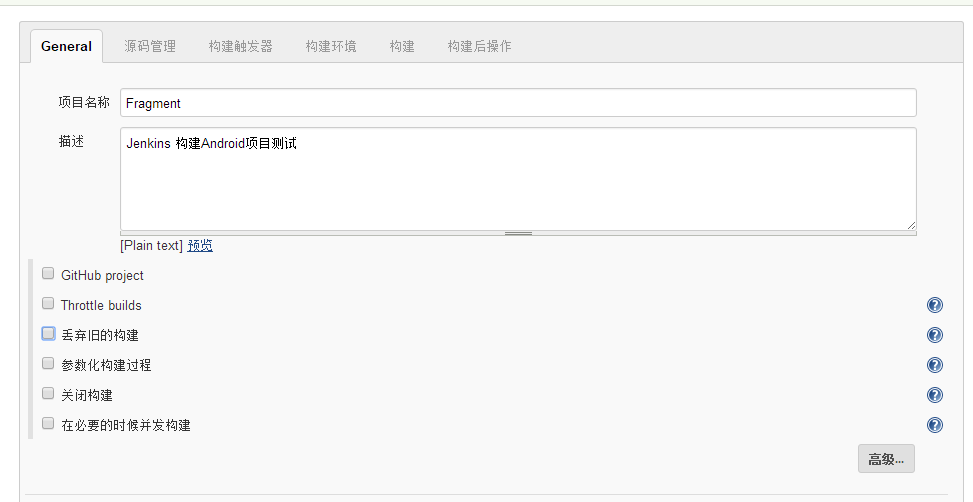 General 源码管理 构建触发器 构建环境 构建 构建后操作
项目名称 Fragment
描述 Jenkins 构建Android项目测试
[Plain text] 预览
GitHub project
Throttle builds
丢弃旧的构建
参数化构建过程
关闭构建
在必要的时候并发构建
高级...